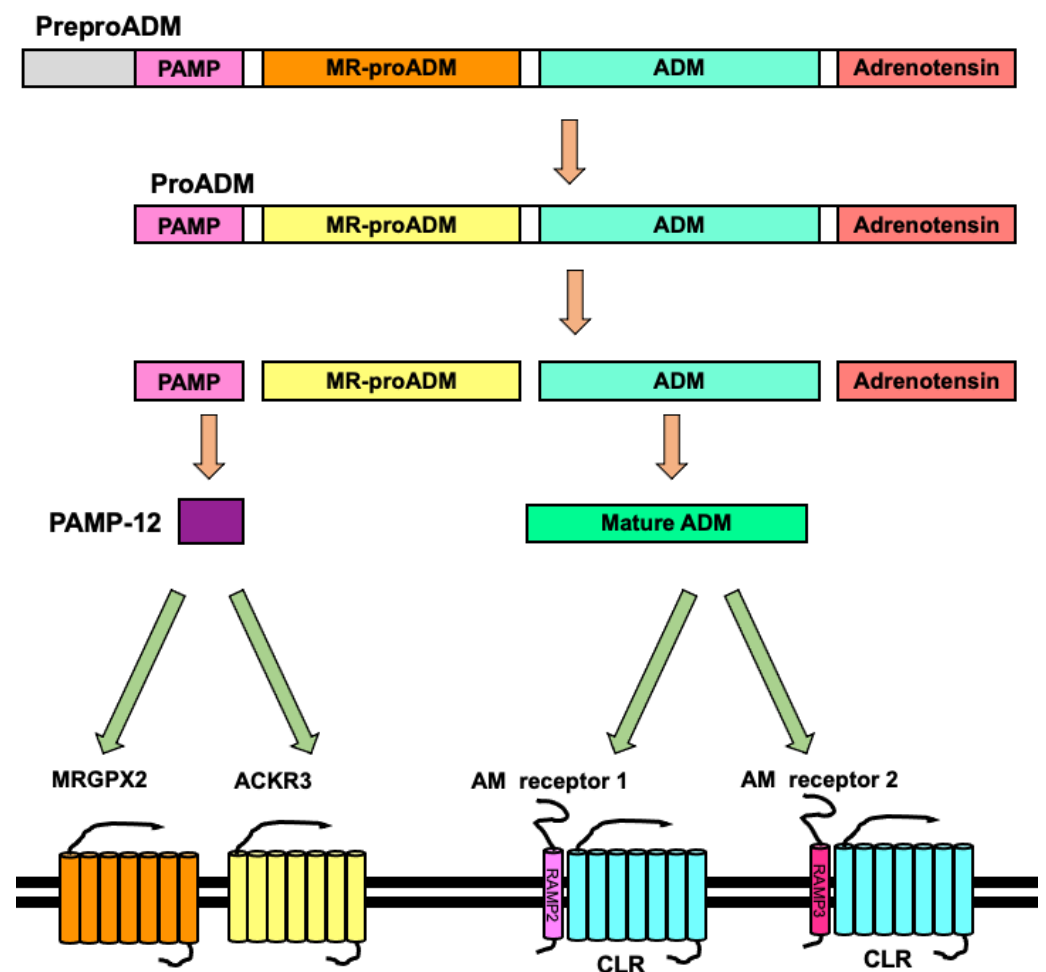 PreproADM
PAMP MR-proADM ADM Adrenotensin
ProADM
PAMP MR-proADM ADM Adrenotensin
PAMP MR-proADM ADM Adrenotensin
PAMP-12 Mature ADM
MRGPX2 ACKR3 AM receptor 1 AM receptor 2
RAMP2 RAMP3
CLR CLR